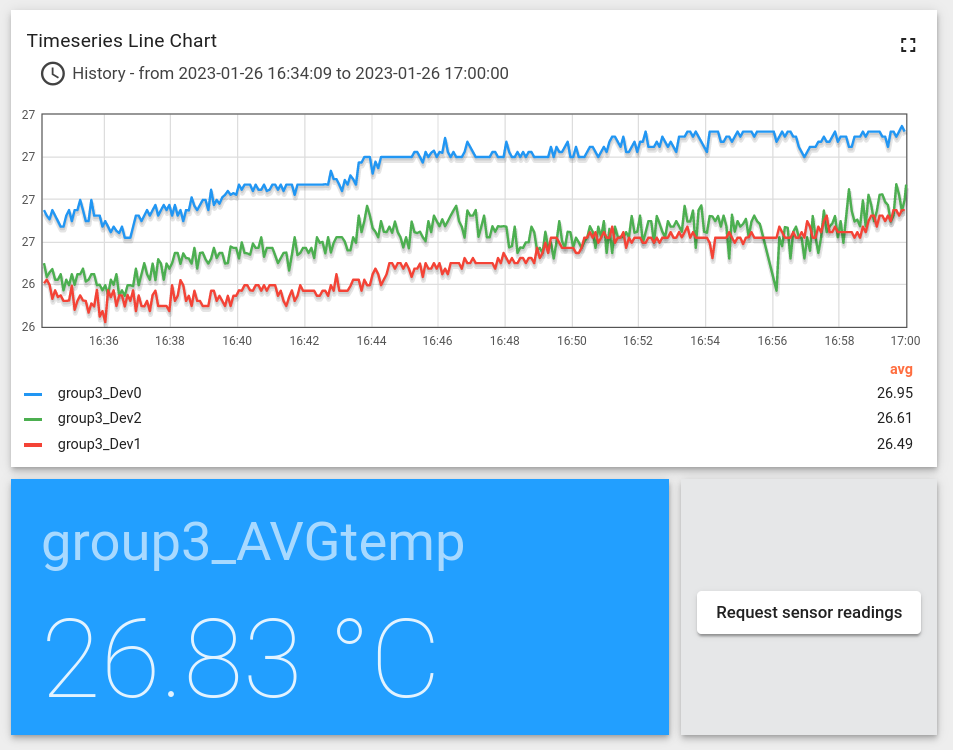 Timeseries Line Chart
History - from 2023-01-26 16:34:09 to 2023-01-26 17:00:00
27
27
27
27
26
26
16:36 16:38 16:40 16:42 16:44 16:46 16:48 16:50 16:52 16:54 16:56 16:58 17:00
avg
group3_Dev0 26.95
group3_Dev2 26.61
group3_Dev1 26.49
group3_AVGtemp
26.83 °C
Request sensor readings